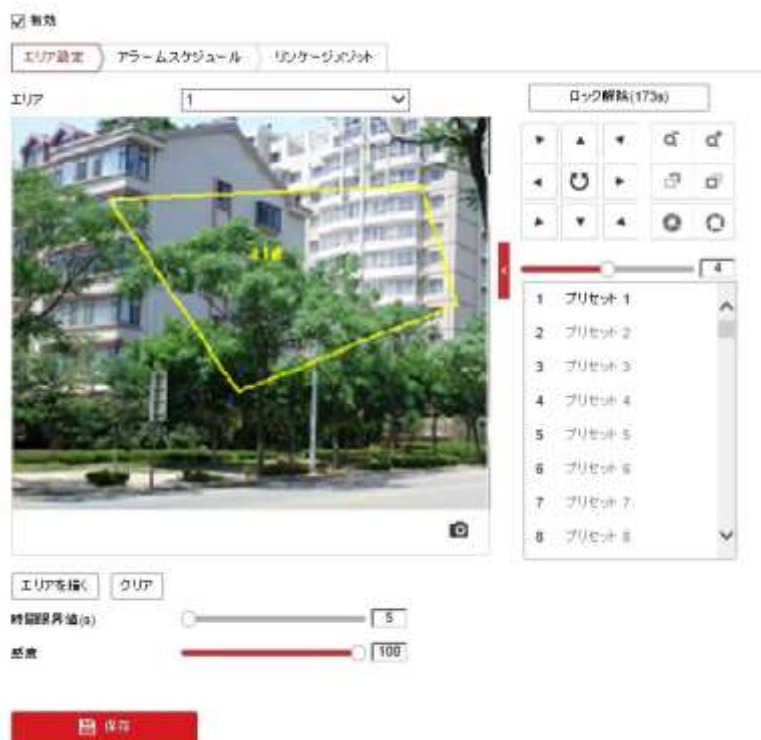 有効
エリア設定
アラームスケジュール
リンケージメソット
エリア
1
ロック解除(173s)
4
1 プリセット 1
2 プリセット 2
3 プリセット 3
4 プリセット 4
5 プリセット 5
6 プリセット 6
7 プリセット 7
8 プリセット 8
エリアを描く
クリア
時間限界値(s)
5
感度
100
保存